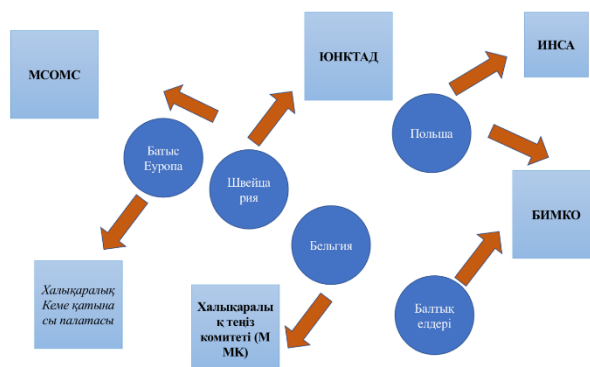 МСОМС
ЮНКТАД
ИНСА
Батыс
Еуропа
Швейца
рия
Польша
Бельгия
БИМКО
Халықаралық
Кеме қатына
сы палатасы
Халықаралы
қ теңіз
комитеті (М
МК)
Балтық
елдері